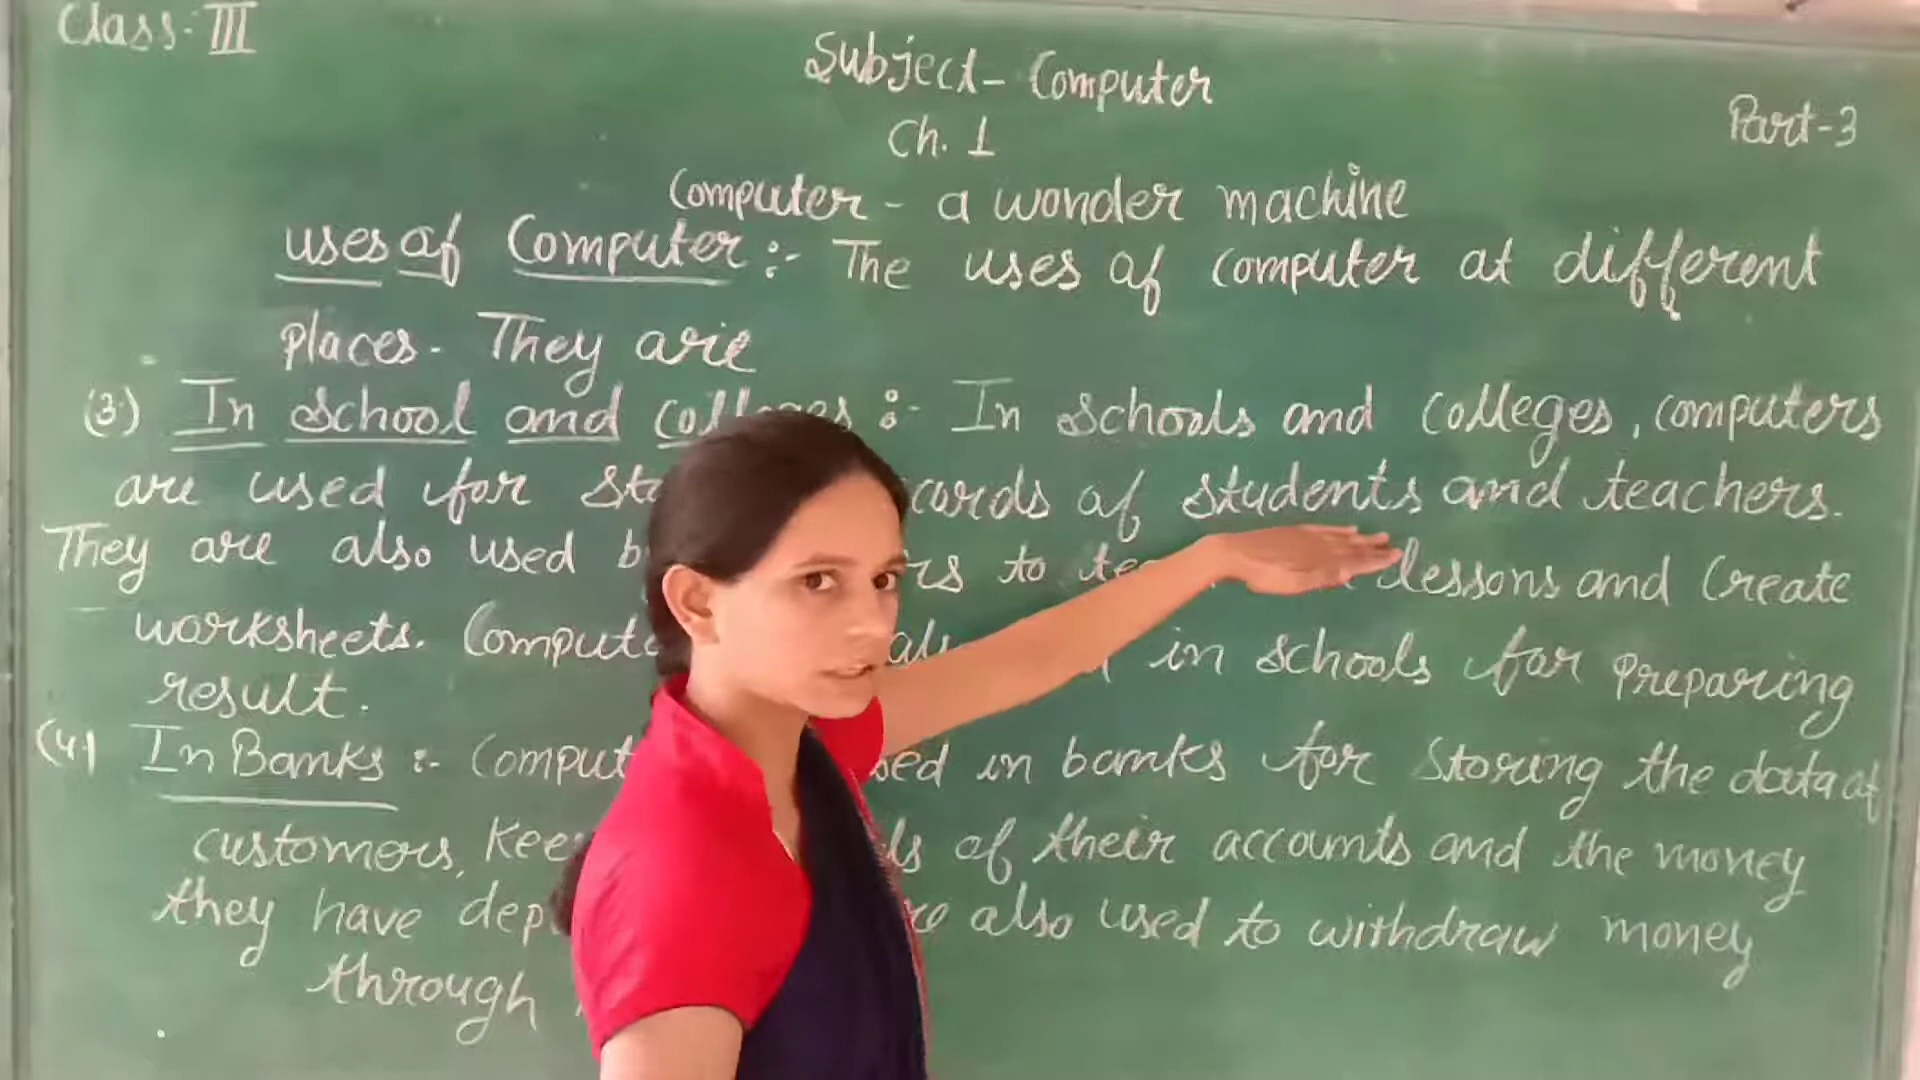 Class-III
Subject- Computer
Part-3
Ch. 1
Computer - a wonder machine
uses of Computer :- The uses of computer at different
places. They are
(3) In school and colleges :- In schools and colleges, computers
are used for of students and teachers.
They are also used to lessons and create
worksheets. in schools for preparing
result.
(4) In Banks :- in banks for storing the data of
customers, of their accounts and the money
they have also used to withdraw money
through